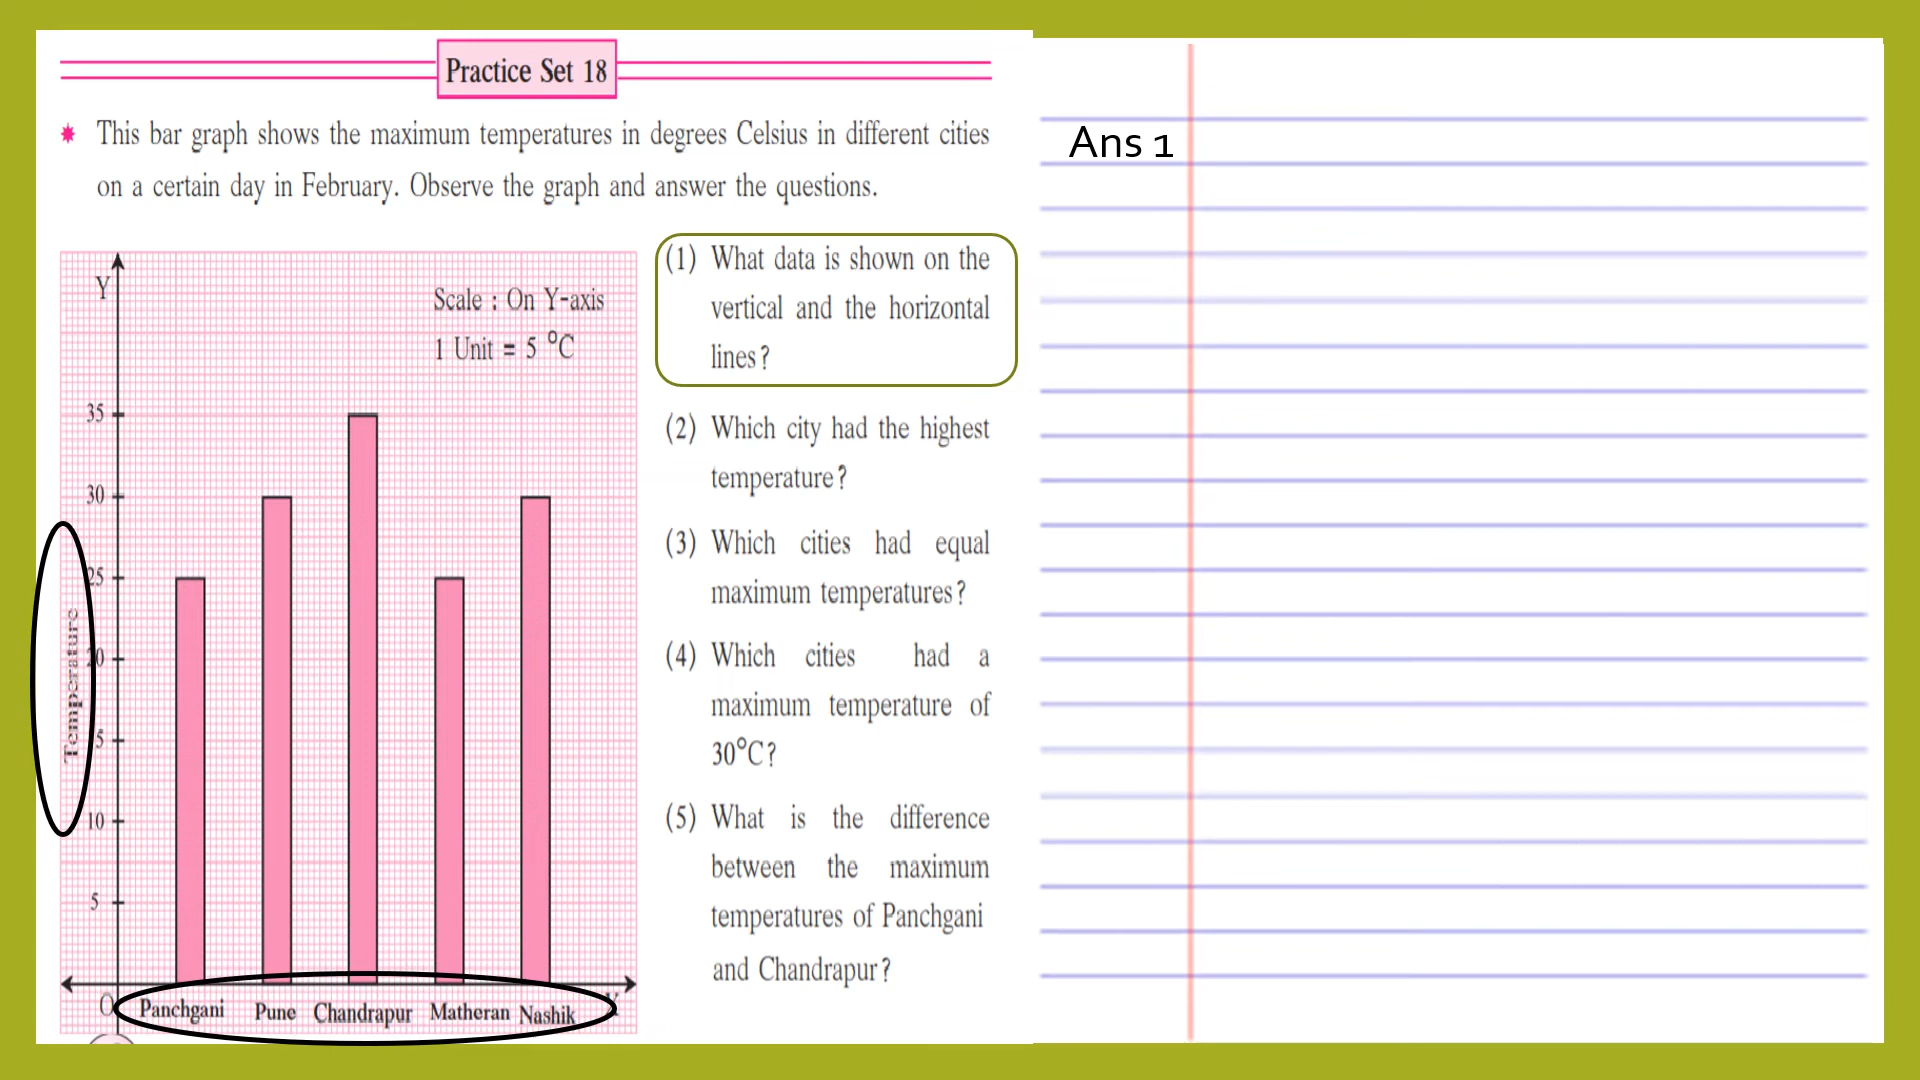 Practice Set 18
This bar graph shows the maximum temperatures in degrees Celsius in different cities
on a certain day in February. Observe the graph and answer the questions.
Y
Scale : On Y-axis
1 Unit = 5 °C
35
30
25
20
5
10
5
Temperature
O
X
Panchgani Pune Chandrapur Matheran Nashik
(1) What data is shown on the
vertical and the horizontal
lines?
(2) Which city had the highest
temperature?
(3) Which cities had equal
maximum temperatures?
(4) Which cities had a
maximum temperature of
30°C?
(5) What is the difference
between the maximum
temperatures of Panchgani
and Chandrapur?
Ans 1